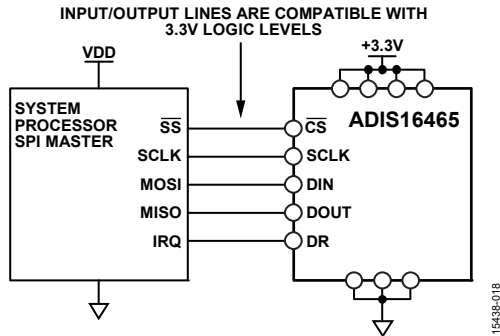 INPUT/OUTPUT LINES ARE COMPATIBLE WITH
3.3V LOGIC LEVELS
VDD
+3.3V
SYSTEM
PROCESSOR
SPI MASTER
ADIS16465
SS
CS
SCLK
SCLK
MOSI
DIN
MISO
DOUT
IRQ
DR
15438-018